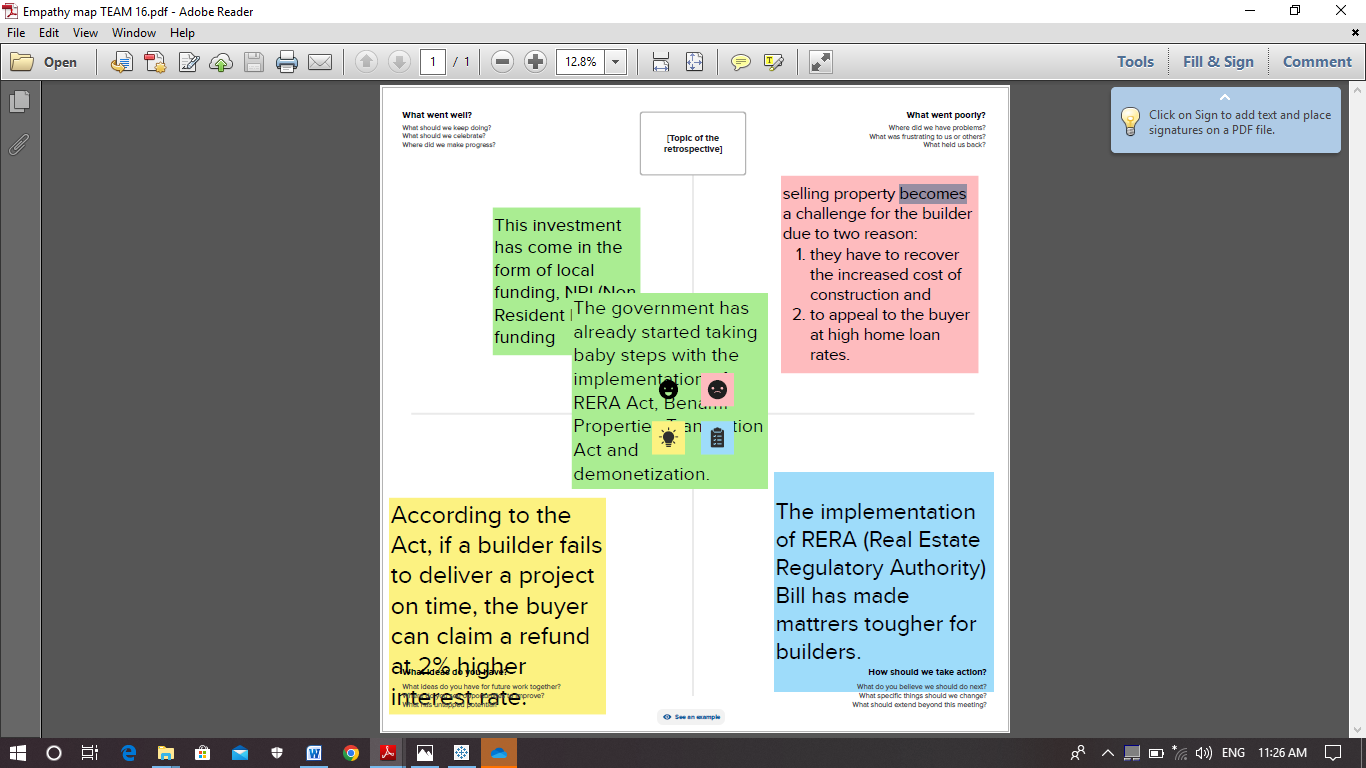 Empathy map TEAM 16.pdf - Adobe Reader
File Edit View Window Help
Open
1 / 1
12.8%
Tools Fill & Sign Comment
Click on Sign to add text and place
signatures on a PDF file.
What went well?
What should we keep doing?
What should we celebrate?
Where did we make progress?
[Topic of the
retrospective]
What went poorly?
Where did we have problems?
What was frustrating to us or others?
What held us back?
This investment
has come in the
form of local
funding, NRI (Non
Resident
funding
The government has
already started taking
baby steps with the
implementation of
RERA Act, Benami
Properties Transaction
Act and
demonetization.
selling property becomes
a challenge for the builder
due to two reason:
1. they have to recover
the increased cost of
construction and
2. to appeal to the buyer
at high home loan
rates.
According to the
Act, if a builder fails
to deliver a project
on time, the buyer
can claim a refund
at 2% higher
interest rate.
What ideas do you have?
What ideas do you have for future work together?
What has untapped potential?
The implementation
of RERA (Real Estate
Regulatory Authority)
Bill has made
mattrers tougher for
builders.
How should we take action?
What do you believe we should do next?
What specific things should we change?
What should extend beyond this meeting?
See an example
ENG 11:26 AM